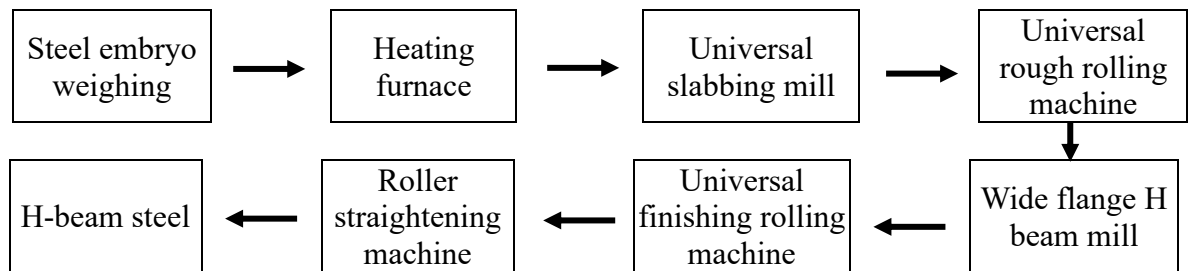 Steel embryo
weighing
Heating
furnace
Universal
slabbing mill
Universal
rough rolling
machine
Wide flange H
beam mill
Universal
finishing rolling
machine
Roller
straightening
machine
H-beam steel